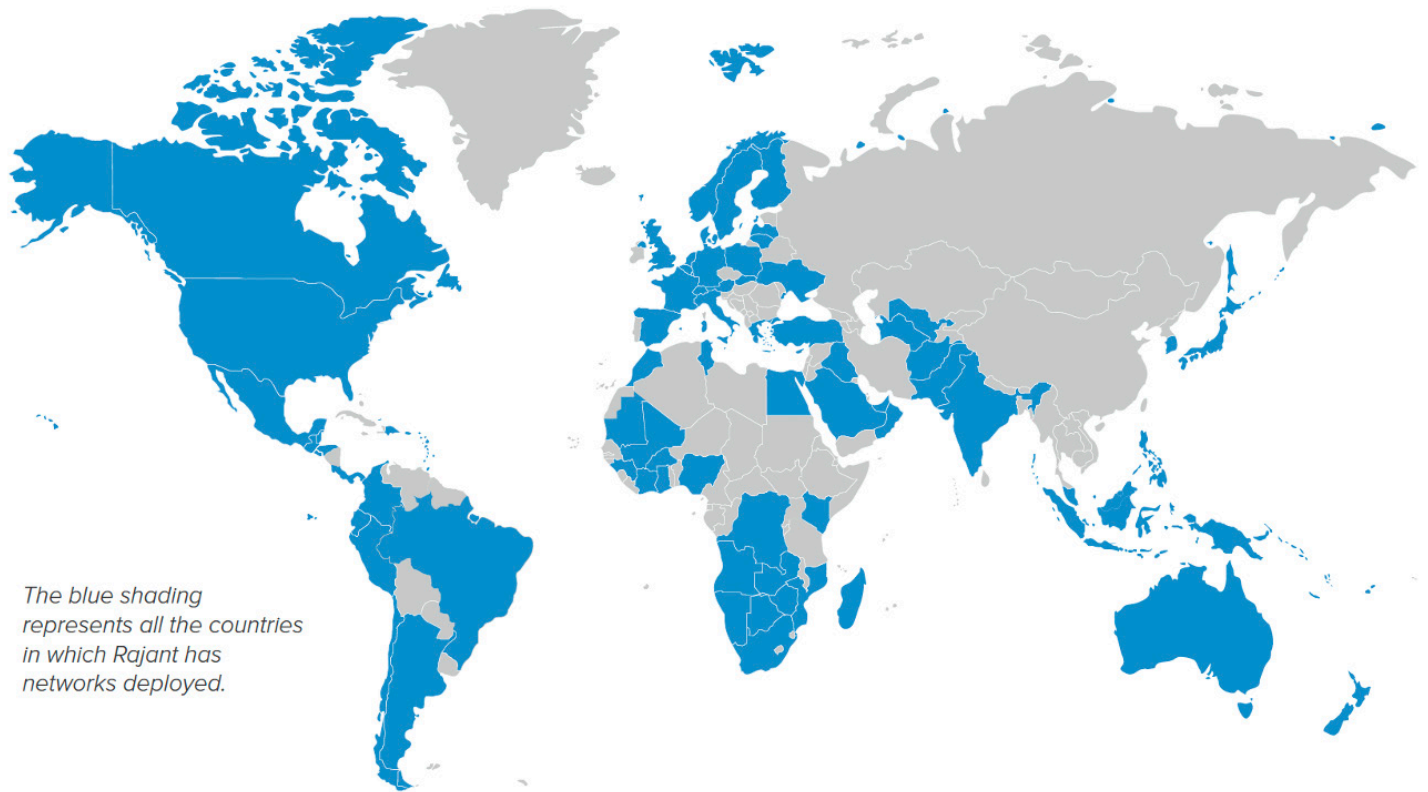 The blue shading
represents all the countries
in which Rajant has
networks deployed.